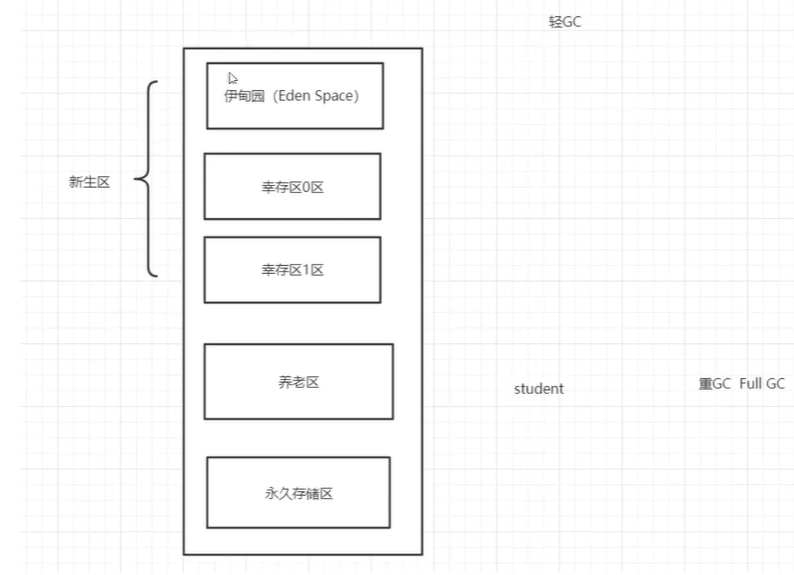 轻GC
伊甸园（Eden Space）
新生区
幸存区0区
幸存区1区
养老区
student
重GC Full GC
永久存储区